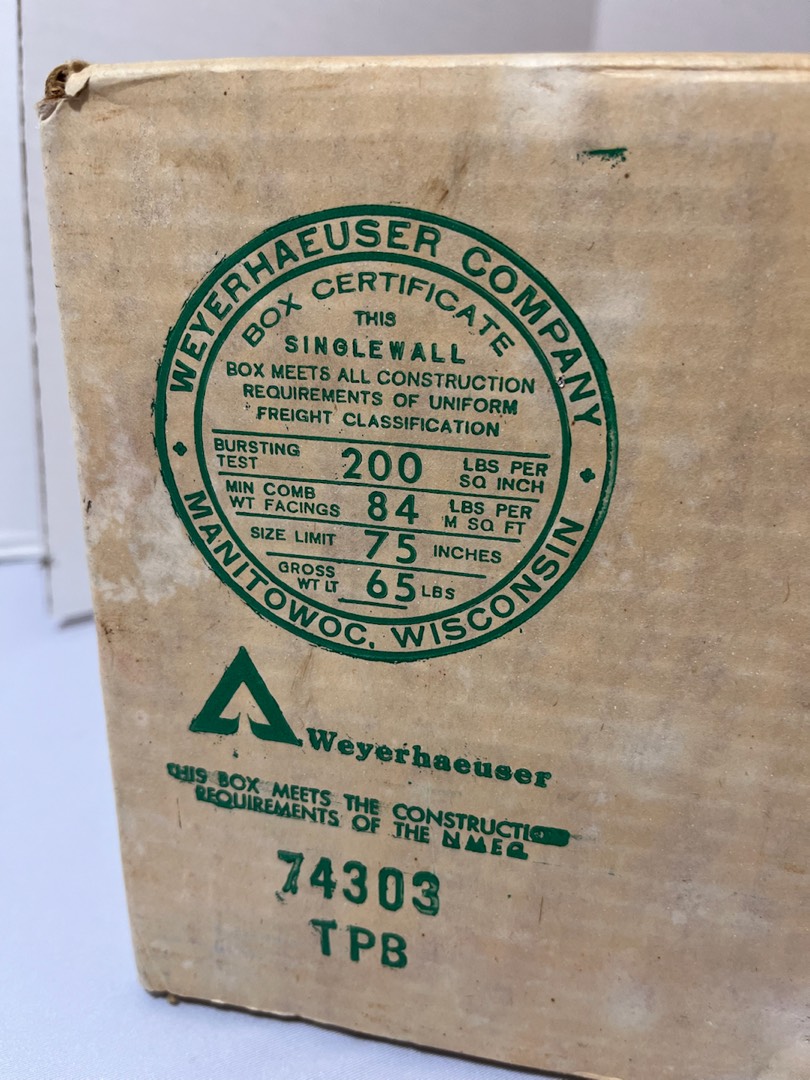 WEYERHAEUSER COMPANY
BOX CERTIFICATE
THIS
SINGLEWALL
BOX MEETS ALL CONSTRUCTION
REQUIREMENTS OF UNIFORM
FREIGHT CLASSIFICATION
BURSTING TEST 200 LBS PER SQ INCH
MIN COMB WT FACINGS 84 LBS PER M SQ FT
SIZE LIMIT 75 INCHES
GROSS WT LT 65 LBS
MANITOWOC, WISCONSIN
Weyerhaeuser
THIS BOX MEETS THE
REQUIREMENTS OF THE
74303
TPB